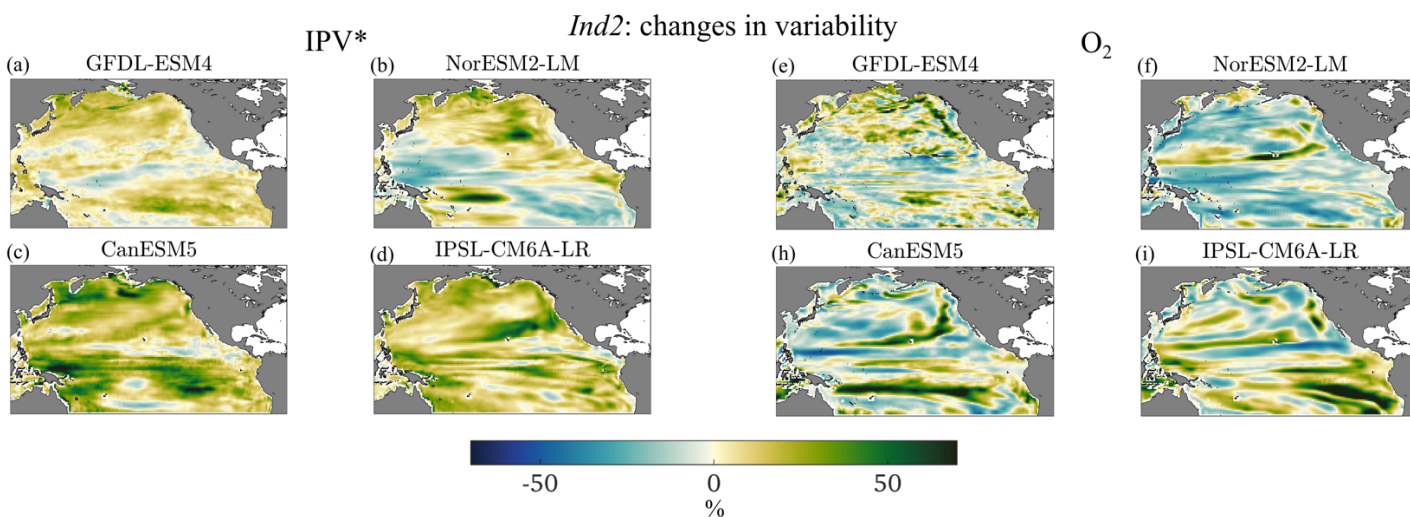 Ind2: changes in variability
IPV*
O₂
(a) GFDL-ESM4
(b) NorESM2-LM
(e) GFDL-ESM4
(f) NorESM2-LM
(c) CanESM5
(d) IPSL-CM6A-LR
(h) CanESM5
(i) IPSL-CM6A-LR
-50 0 50
%